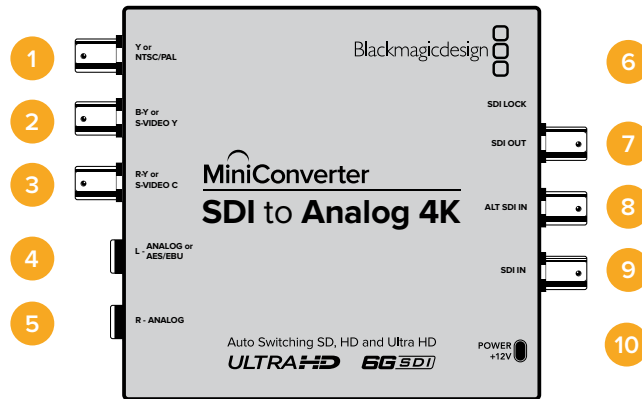 1
Y or
NTSC/PAL
2
B-Y or
S-VIDEO Y
3
R-Y or
S-VIDEO C
4
L - ANALOG or
AES/EBU
5
R - ANALOG
Blackmagicdesign
MiniConverter
SDI to Analog 4K
Auto Switching SD, HD and Ultra HD
ULTRA HD 6G SDI
6
SDI LOCK
7
SDI OUT
8
ALT SDI IN
9
SDI IN
10
POWER
+12V